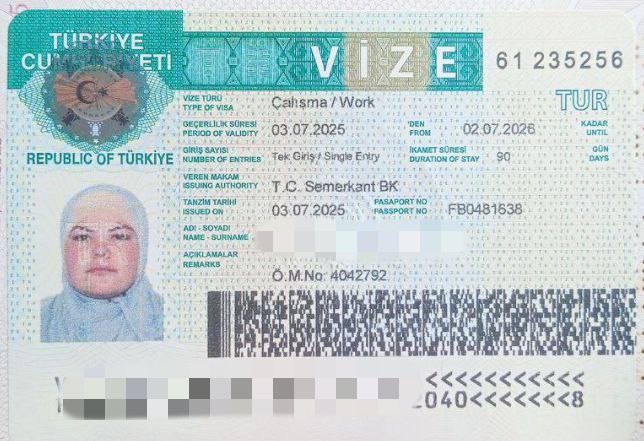 TÜRKİYE
CUMHURİYETİ
VİZE
61 235256
TUR
REPUBLIC OF TÜRKİYE
VİZE TÜRÜ
TYPE OF VISA
Çalışma / Work
GEÇERLİLİK SÜRESİ
PERIOD OF VALIDITY
03.07.2025
'DEN
FROM
02.07.2026
KADAR
UNTIL
GİRİŞ SAYISI
NUMBER OF ENTRIES
Tek Giriş / Single Entry
İKAMET SÜRESİ
DURATION OF STAY
90
GÜN
DAYS
VEREN MAKAM
ISSUING AUTHORITY
T.C. Semerkant BK
TANZİM TARİHİ
ISSUED ON
03.07.2025
PASAPORT NO
PASSPORT NO
FB0481638
ADI - SOYADI
NAME - SURNAME
AÇIKLAMALAR
REMARKS
Ö.M.No: 4042792
<<<<<<<<<<<
040<<<<<<<8